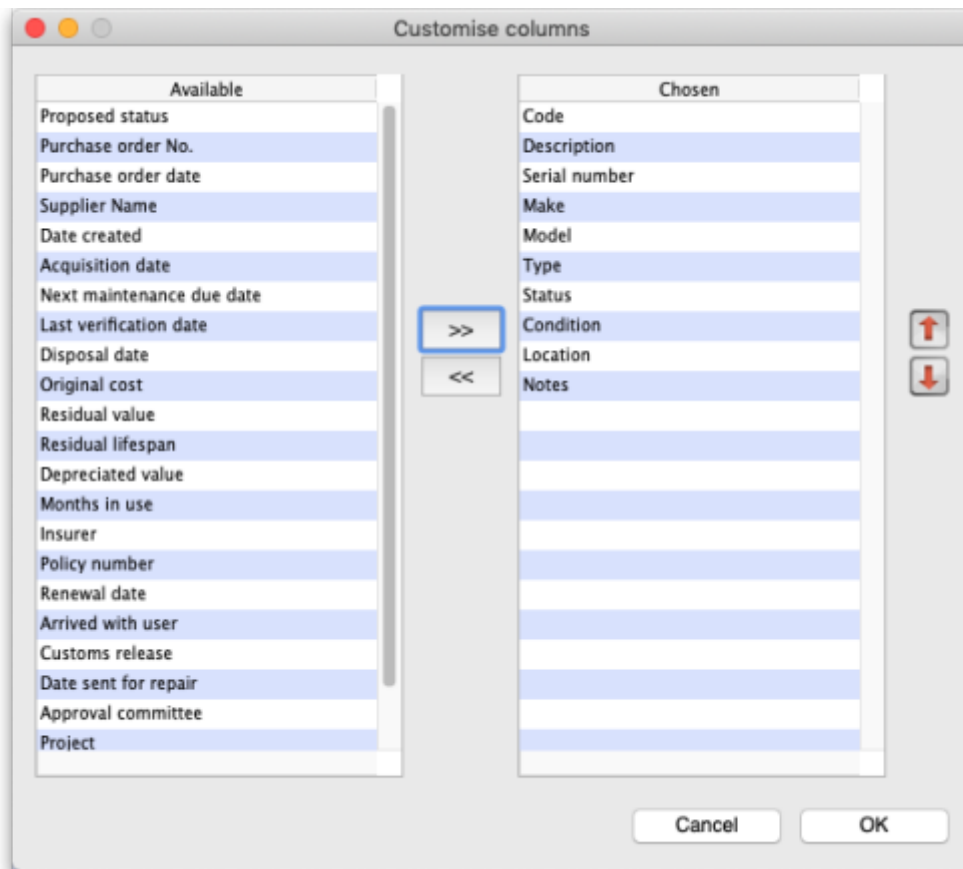 Customise columns
Available
Proposed status
Purchase order No.
Purchase order date
Supplier Name
Date created
Acquisition date
Next maintenance due date
Last verification date
Disposal date
Original cost
Residual value
Residual lifespan
Depreciated value
Months in use
Insurer
Policy number
Renewal date
Arrived with user
Customs release
Date sent for repair
Approval committee
Project
>>
<<
Chosen
Code
Description
Serial number
Make
Model
Type
Status
Condition
Location
Notes
Cancel
OK